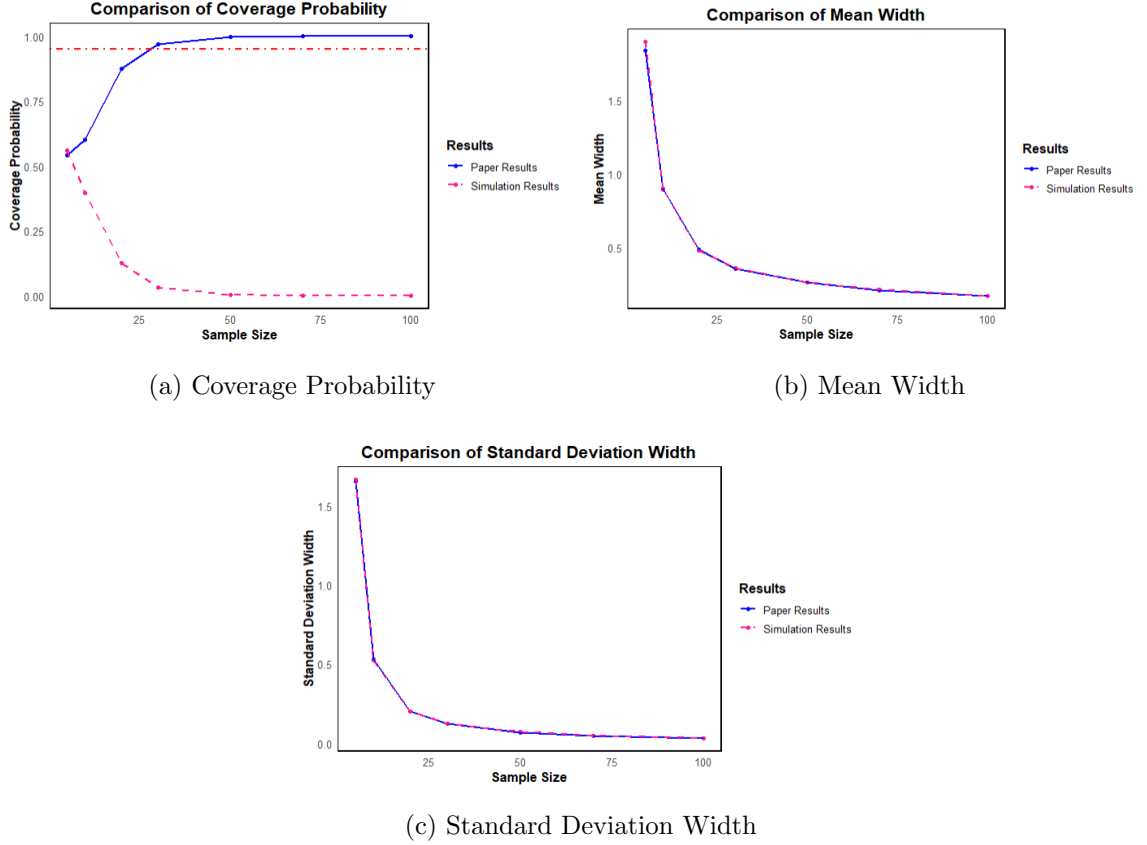 Comparison of Coverage Probability
1.00
0.75
0.50
0.25
0.00
Coverage Probability
25
50
75
100
Sample Size
Results
Paper Results
Simulation Results
(a) Coverage Probability
Comparison of Mean Width
1.5
1.0
0.5
Mean Width
25
50
75
100
Sample Size
Results
Paper Results
Simulation Results
(b) Mean Width
Comparison of Standard Deviation Width
1.5
1.0
0.5
0.0
Standard Deviation Width
25
50
75
100
Sample Size
Results
Paper Results
Simulation Results
(c) Standard Deviation Width